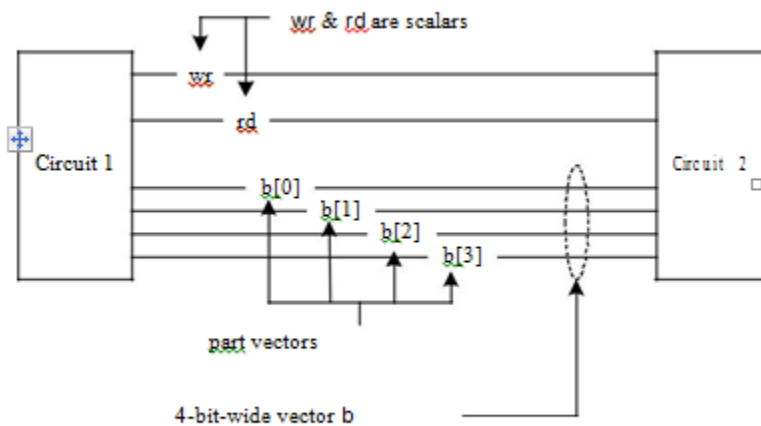 wr & rd are scalars
wr
rd
Circuit 1
Circuit 2
b[0]
b[1]
b[2]
b[3]
part vectors
4-bit-wide vector b